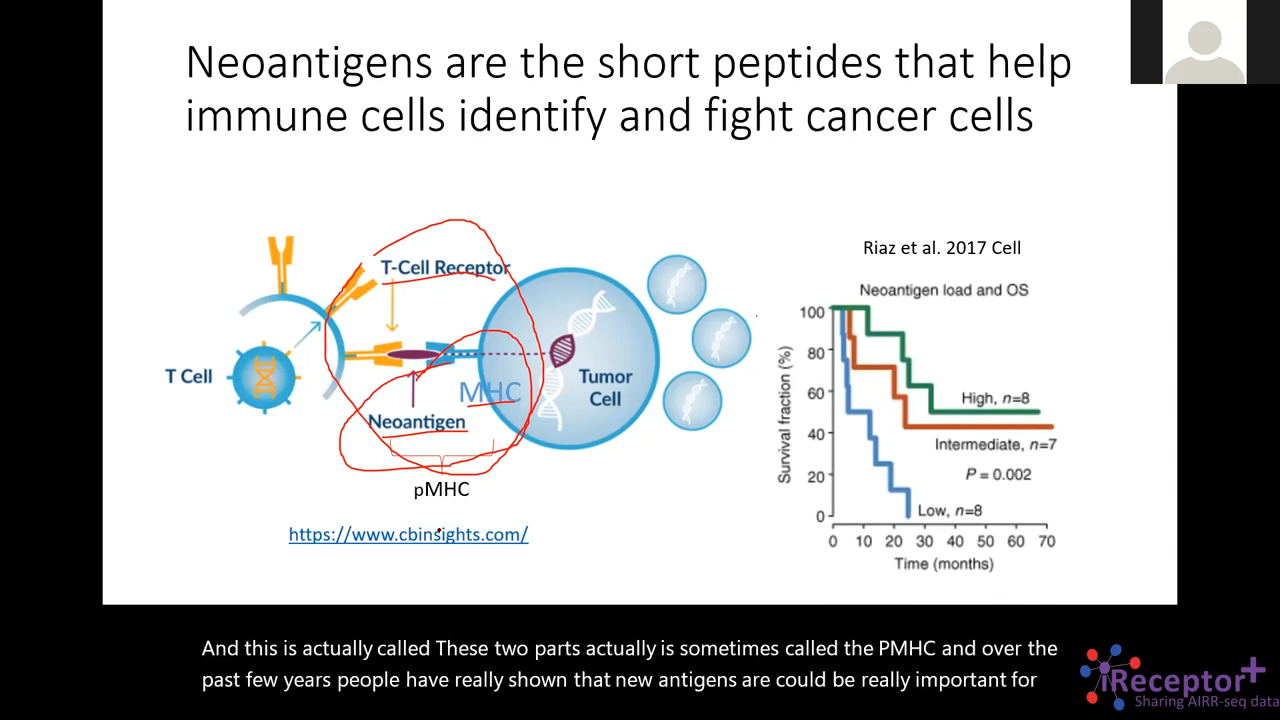 Neoantigens are the short peptides that help
immune cells identify and fight cancer cells
T-Cell Receptor
T Cell
MHC
Neoantigen
Tumor
Cell
pMHC
https://www.cbinsights.com/
Riaz et al. 2017 Cell
Neoantigen load and OS
Survival fraction (%)
100
80
60
40
20
0
High, n=8
Intermediate, n=7
P = 0.002
Low, n=8
0 10 20 30 40 50 60 70
Time (months)
And this is actually called These two parts actually is sometimes called the PMHC and over the
past few years people have really shown that new antigens are could be really important for
iReceptor+
Sharing AIRR-seq data